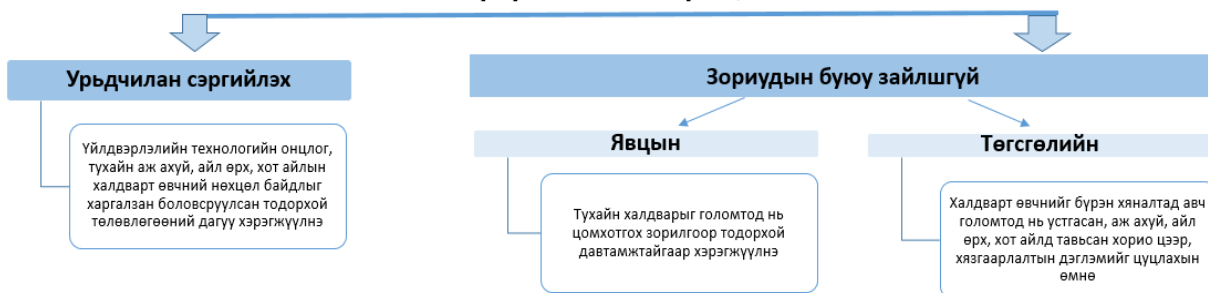 Урьдчилан сэргийлэх
Үйлдвэрлэлийн технологийн онцлог,
тухайн аж ахуй, айл өрх, хот айлын
халдварт өвчний нөхцөл байдлыг
харгалзан боловсруулсан тодорхой
төлөвлөгөөний дагуу хэрэгжүүлнэ
Зориудын буюу зайлшгүй
Явцын
Тухайн халдварыг голомтод нь
цомхотгох зорилгоор тодорхой
давтамжтайгаар хэрэгжүүлнэ
Төгсгөлийн
Халдварт өвчнийг бүрэн хяналтад авч
голомтод нь устгасан, аж ахуй, айл
өрх, хот айлд тавьсан хорио цээр,
хязгаарлалтын дэглэмийг цуцлахын
өмнө